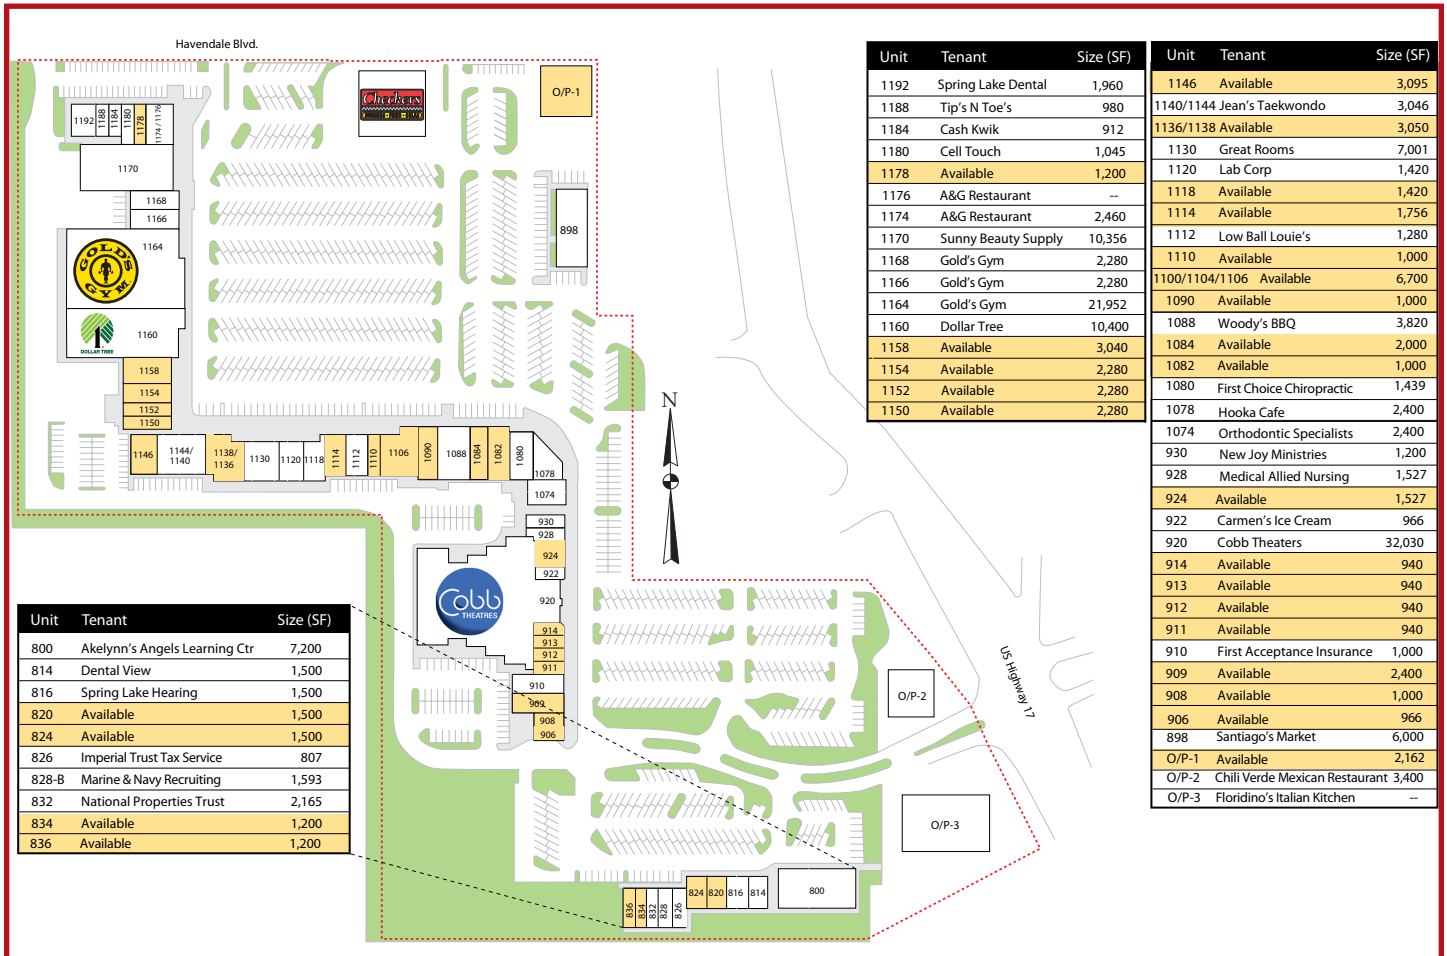 Havendale Blvd.
Checkers
O/P-1
1192
1188
1184
1180
1178
1174 / 1176
1170
1168
1166
1164
GOLD'S GYM
1160
DOLLAR TREE
1158
1154
1152
1150
898
1146
1144/
1140
1138/
1136
1130
1120
1118
1114
1112
1110
1106
1090
1088
1084
1082
1080
1078
1074
930
928
924
922
920
Cobb
THEATRES
914
913
912
911
910
909
908
906
N
US Highway 17
O/P-2
O/P-3
836
834
832
828
826
824
820
816
814
800
Unit Tenant Size (SF)
1192 Spring Lake Dental 1,960
1188 Tip's N Toe's 980
1184 Cash Kwik 912
1180 Cell Touch 1,045
1178 Available 1,200
1176 A&G Restaurant --
1174 A&G Restaurant 2,460
1170 Sunny Beauty Supply 10,356
1168 Gold's Gym 2,280
1166 Gold's Gym 2,280
1164 Gold's Gym 21,952
1160 Dollar Tree 10,400
1158 Available 3,040
1154 Available 2,280
1152 Available 2,280
1150 Available 2,280
Unit Tenant Size (SF)
1146 Available 3,095
1140/1144 Jean's Taekwondo 3,046
1136/1138 Available 3,050
1130 Great Rooms 7,001
1120 Lab Corp 1,420
1118 Available 1,420
1114 Available 1,756
1112 Low Ball Louie's 1,280
1110 Available 1,000
1100/1104/1106 Available 6,700
1090 Available 1,000
1088 Woody's BBQ 3,820
1084 Available 2,000
1082 Available 1,000
1080 First Choice Chiropractic 1,439
1078 Hooka Cafe 2,400
1074 Orthodontic Specialists 2,400
930 New Joy Ministries 1,200
928 Medical Allied Nursing 1,527
924 Available 1,527
922 Carmen's Ice Cream 966
920 Cobb Theaters 32,030
914 Available 940
913 Available 940
912 Available 940
911 Available 940
910 First Acceptance Insurance 1,000
909 Available 2,400
908 Available 1,000
906 Available 966
898 Santiago's Market 6,000
O/P-1 Available 2,162
O/P-2 Chili Verde Mexican Restaurant 3,400
O/P-3 Floridino's Italian Kitchen --
Unit Tenant Size (SF)
800 Akelynn's Angels Learning Ctr 7,200
814 Dental View 1,500
816 Spring Lake Hearing 1,500
820 Available 1,500
824 Available 1,500
826 Imperial Trust Tax Service 807
828-B Marine & Navy Recruiting 1,593
832 National Properties Trust 2,165
834 Available 1,200
836 Available 1,200